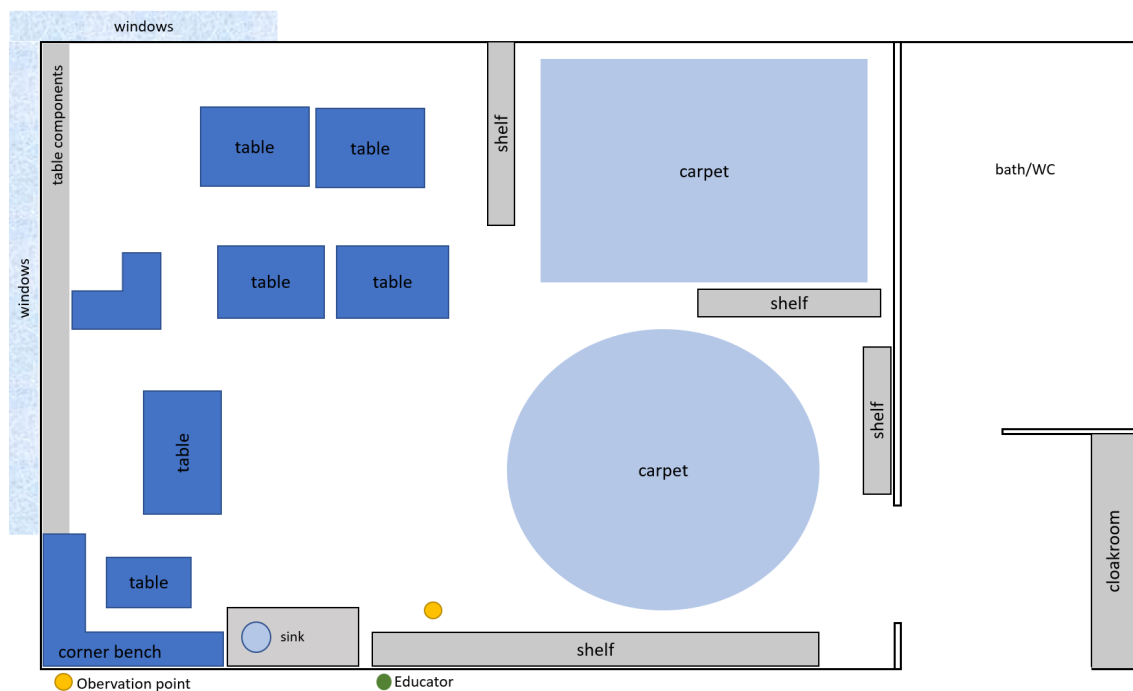 windows
windows
table components
table
table
shelf
carpet
bath/WC
table
table
shelf
table
shelf
carpet
cloakroom
table
corner bench
sink
shelf
Obervation point
Educator